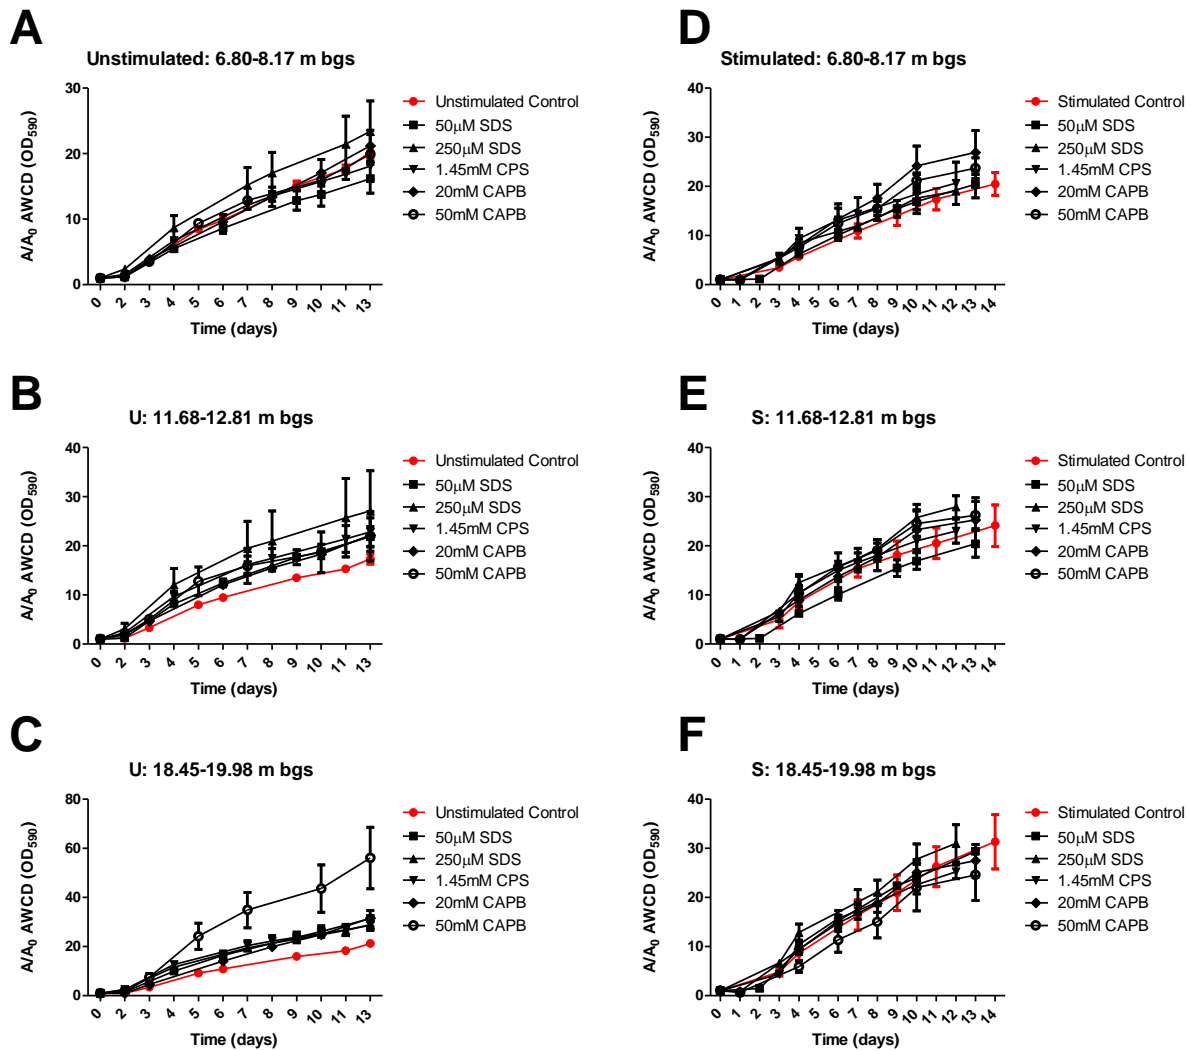 A
Unstimulated: 6.80-8.17 m bgs
A/A0 AWCD (OD590)
30
20
10
0
0 2 3 4 5 6 7 8 9 10 11 13
Time (days)
Unstimulated Control
50µM SDS
250µM SDS
1.45mM CPS
20mM CAPB
50mM CAPB
D
Stimulated: 6.80-8.17 m bgs
A/A0 AWCD (OD590)
40
30
20
10
0
0 1 2 3 4 5 6 7 8 9 10 11 12 13 14
Time (days)
Stimulated Control
50µM SDS
250µM SDS
1.45mM CPS
20mM CAPB
50mM CAPB
B
U: 11.68-12.81 m bgs
A/A0 AWCD (OD590)
40
30
20
10
0
0 2 3 4 5 6 7 8 9 10 11 13
Time (days)
Unstimulated Control
50µM SDS
250µM SDS
1.45mM CPS
20mM CAPB
50mM CAPB
E
S: 11.68-12.81 m bgs
A/A0 AWCD (OD590)
40
30
20
10
0
0 1 2 3 4 5 6 7 8 9 10 11 12 13 14
Time (days)
Stimulated Control
50µM SDS
250µM SDS
1.45mM CPS
20mM CAPB
50mM CAPB
C
U: 18.45-19.98 m bgs
A/A0 AWCD (OD590)
80
60
40
20
0
0 2 3 4 5 6 7 8 9 10 11 13
Time (days)
Unstimulated Control
50µM SDS
250µM SDS
1.45mM CPS
20mM CAPB
50mM CAPB
F
S: 18.45-19.98 m bgs
A/A0 AWCD (OD590)
40
30
20
10
0
0 1 2 3 4 5 6 7 8 9 10 11 12 13 14
Time (days)
Stimulated Control
50µM SDS
250µM SDS
1.45mM CPS
20mM CAPB
50mM CAPB